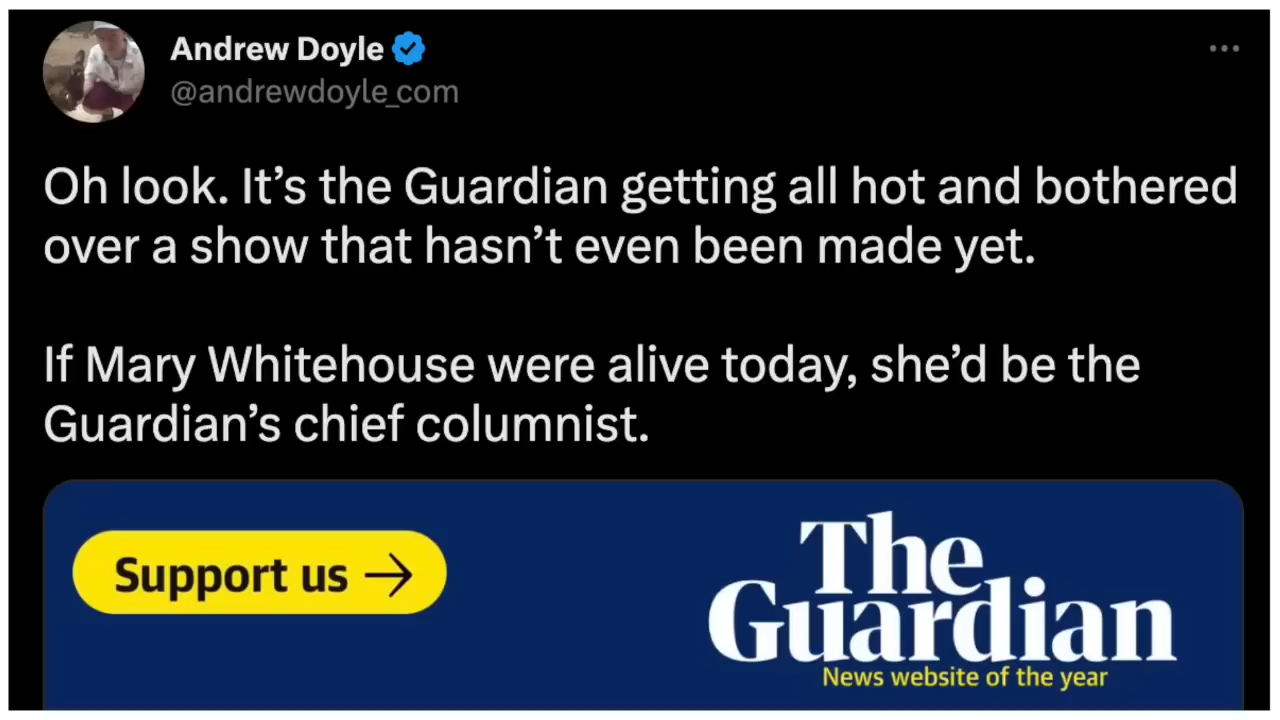 Andrew Doyle
@andrewdoyle_com
Oh look. It’s the Guardian getting all hot and bothered
over a show that hasn’t even been made yet.
If Mary Whitehouse were alive today, she’d be the
Guardian’s chief columnist.
Support us →
The
Guardian
News website of the year